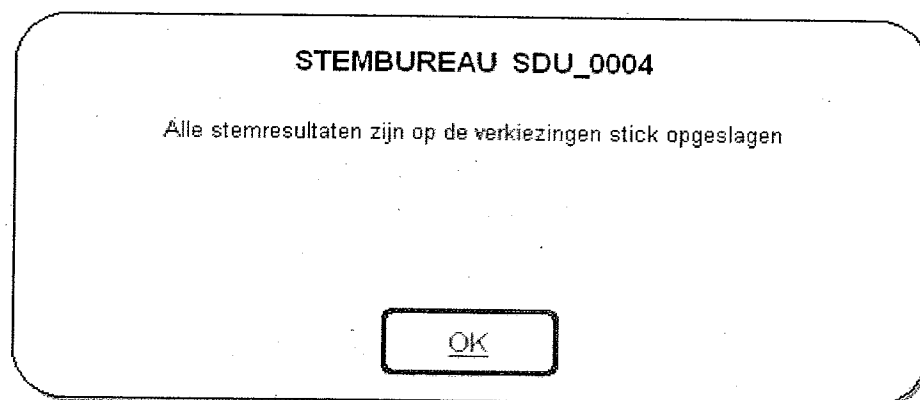 STEMBUREAU SDU_0004
Alle stemresultaten zijn op de verkiezingen stick opgeslagen
OK